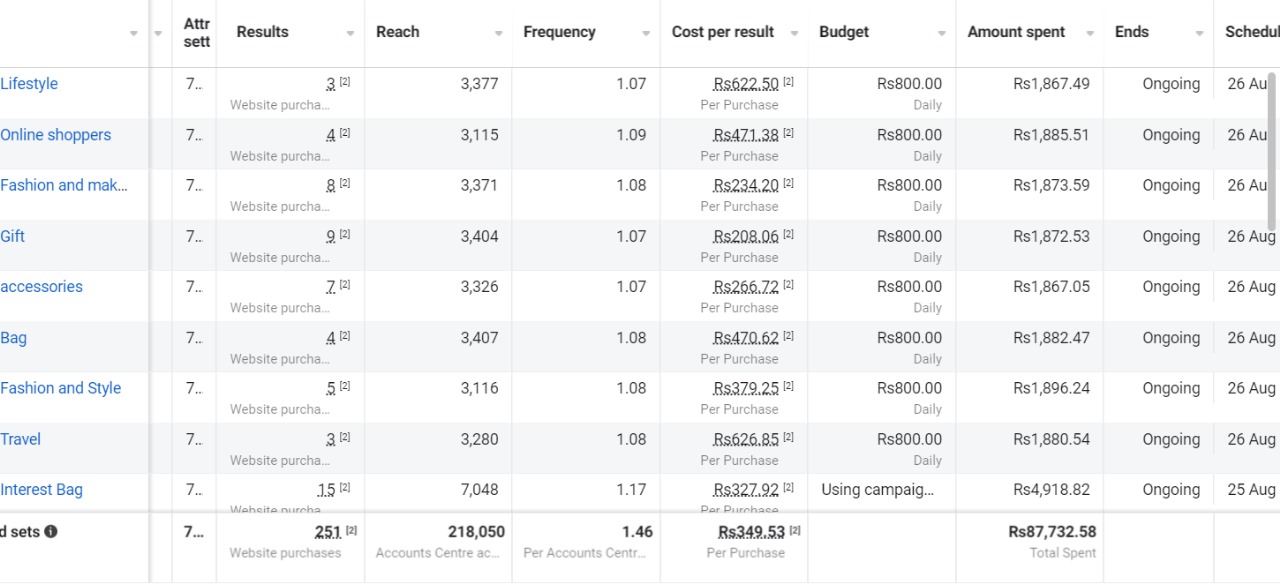 Attr
sett
Results
Reach
Frequency
Cost per result
Budget
Amount spent
Ends
Schedul
Lifestyle 7... 3 [2] 3,377 1.07 Rs622.50 [2] Rs800.00 Rs1,867.49 Ongoing 26 Au
Website purcha... Per Purchase Daily
Online shoppers 7... 4 [2] 3,115 1.09 Rs471.38 [2] Rs800.00 Rs1,885.51 Ongoing 26 Au
Website purcha... Per Purchase Daily
Fashion and mak... 7... 8 [2] 3,371 1.08 Rs234.20 [2] Rs800.00 Rs1,873.59 Ongoing 26 Au
Website purcha... Per Purchase Daily
Gift 7... 9 [2] 3,404 1.07 Rs208.06 [2] Rs800.00 Rs1,872.53 Ongoing 26 Aug
Website purcha... Per Purchase Daily
accessories 7... 7 [2] 3,326 1.07 Rs266.72 [2] Rs800.00 Rs1,867.05 Ongoing 26 Aug
Website purcha... Per Purchase Daily
Bag 7... 4 [2] 3,407 1.08 Rs470.62 [2] Rs800.00 Rs1,882.47 Ongoing 26 Aug
Website purcha... Per Purchase Daily
Fashion and Style 7... 5 [2] 3,116 1.08 Rs379.25 [2] Rs800.00 Rs1,896.24 Ongoing 26 Aug
Website purcha... Per Purchase Daily
Travel 7... 3 [2] 3,280 1.08 Rs626.85 [2] Rs800.00 Rs1,880.54 Ongoing 26 Aug
Website purcha... Per Purchase Daily
Interest Bag 7... 15 [2] 7,048 1.17 Rs327.92 [2] Using campaig... Rs4,918.82 Ongoing 25 Aug
Website purcha... Per Purchase
d sets 7... 251 [2] 218,050 1.46 Rs349.53 [2] Rs87,732.58
Website purchases Accounts Centre ac... Per Accounts Centr... Per Purchase Total Spent